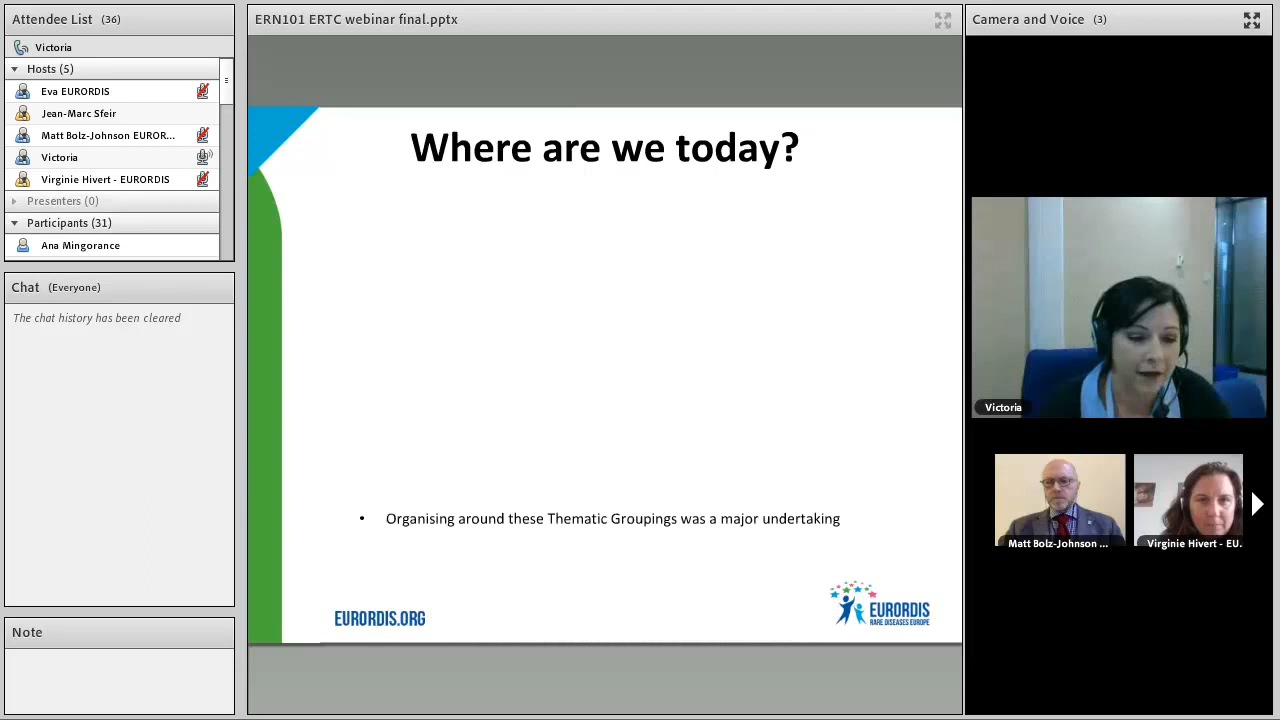 Attendee List (36)
Victoria
Hosts (5)
Eva EURORDIS
Jean-Marc Sfeir
Matt Bolz-Johnson EUROR...
Victoria
Virginie Hivert - EURORDIS
Presenters (0)
Participants (31)
Ana Mingorance
Chat (Everyone)
The chat history has been cleared
Note
ERN101 ERTC webinar final.pptx
Where are we today?
• Organising around these Thematic Groupings was a major undertaking
EURORDIS.ORG
EURORDIS
RARE DISEASES EUROPE
Camera and Voice (3)
Victoria
Matt Bolz-Johnson ...
Virginie Hivert - EU.